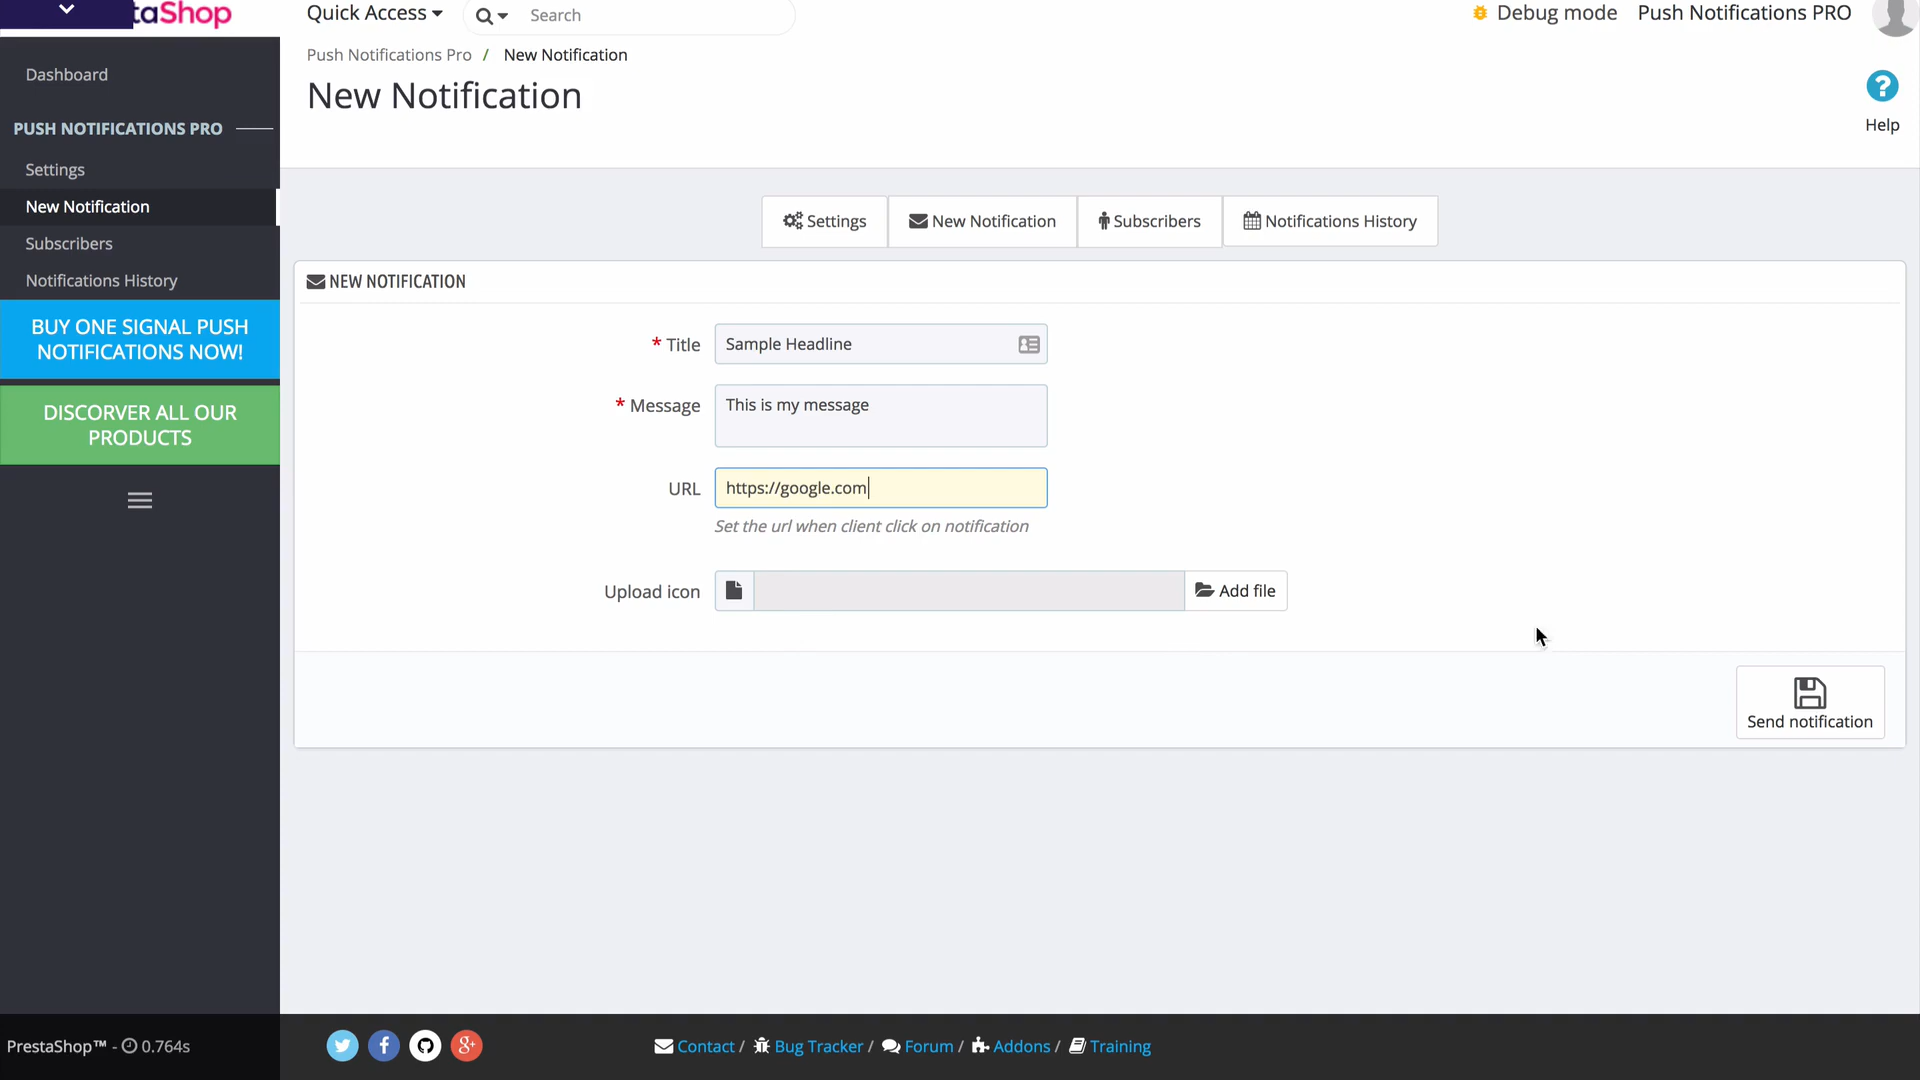 taShop
Quick Access
Search
Debug mode
Push Notifications PRO
Push Notifications Pro / New Notification
New Notification
?
Help
Dashboard
PUSH NOTIFICATIONS PRO
Settings
New Notification
Subscribers
Notifications History
BUY ONE SIGNAL PUSH
NOTIFICATIONS NOW!
DISCORVER ALL OUR
PRODUCTS
Settings
New Notification
Subscribers
Notifications History
NEW NOTIFICATION
* Title
Sample Headline
* Message
This is my message
URL
https://google.com
Set the url when client click on notification
Upload icon
Add file
Send notification
PrestaShop™ - 0.764s
g+
Contact / Bug Tracker / Forum / Addons / Training